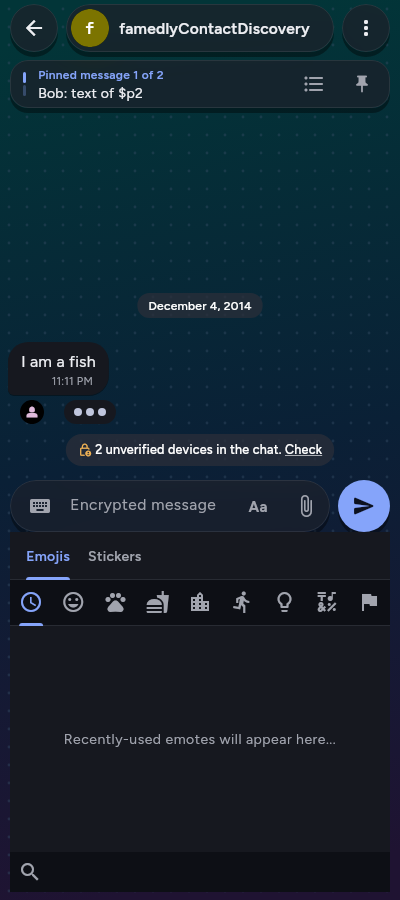 f
famedlyContactDiscovery
Pinned message 1 of 2
Bob: text of $p2
December 4, 2014
I am a fish
11:11 PM
2 unverified devices in the chat. Check
Encrypted message
Aa
Emojis
Stickers
Recently-used emotes will appear here...